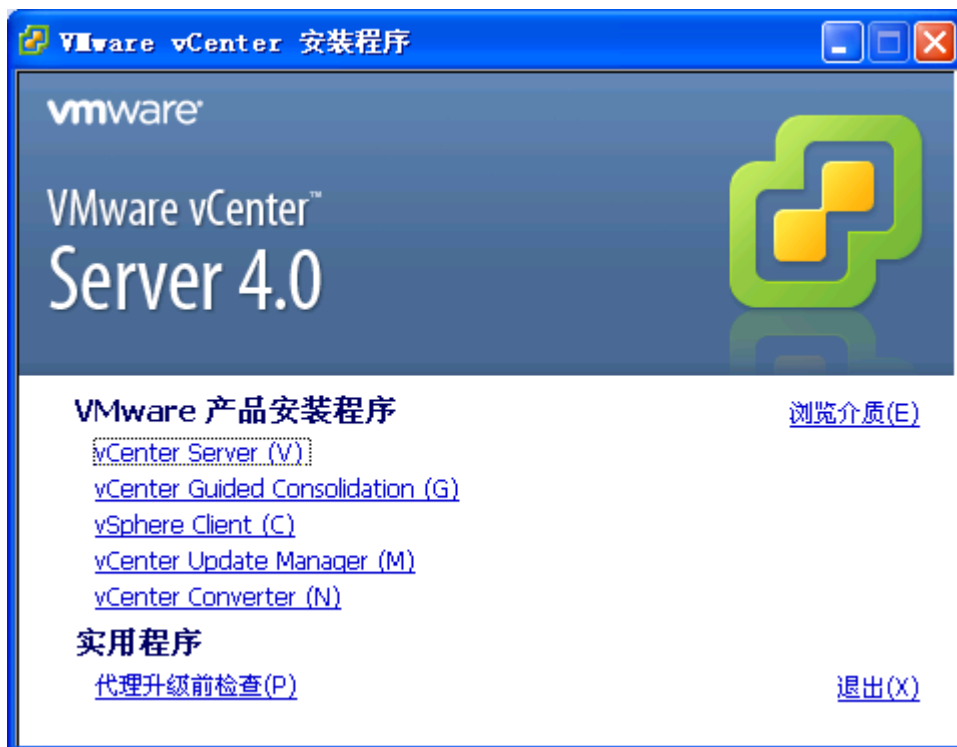 VMware vCenter 安装程序
vmware
VMware vCenter™
Server 4.0
VMware 产品安装程序
浏览介质(E)
vCenter Server (V)
vCenter Guided Consolidation (G)
vSphere Client (C)
vCenter Update Manager (M)
vCenter Converter (N)
实用程序
代理升级前检查(P)
退出(X)